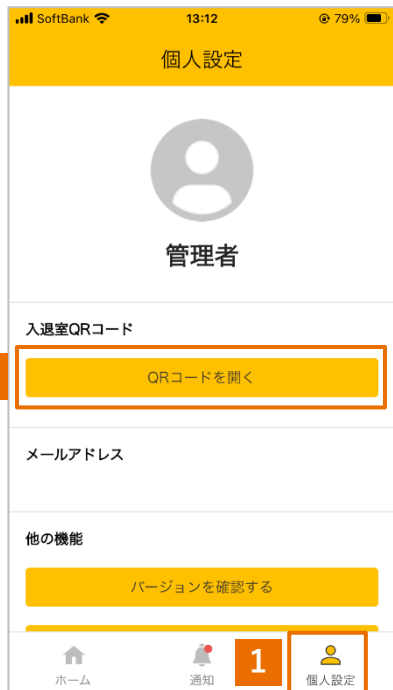 SoftBank 13:12 79%
個人設定
管理者
入退室QRコード
QRコードを開く
メールアドレス
他の機能
バージョンを確認する
1
ホーム 通知 個人設定